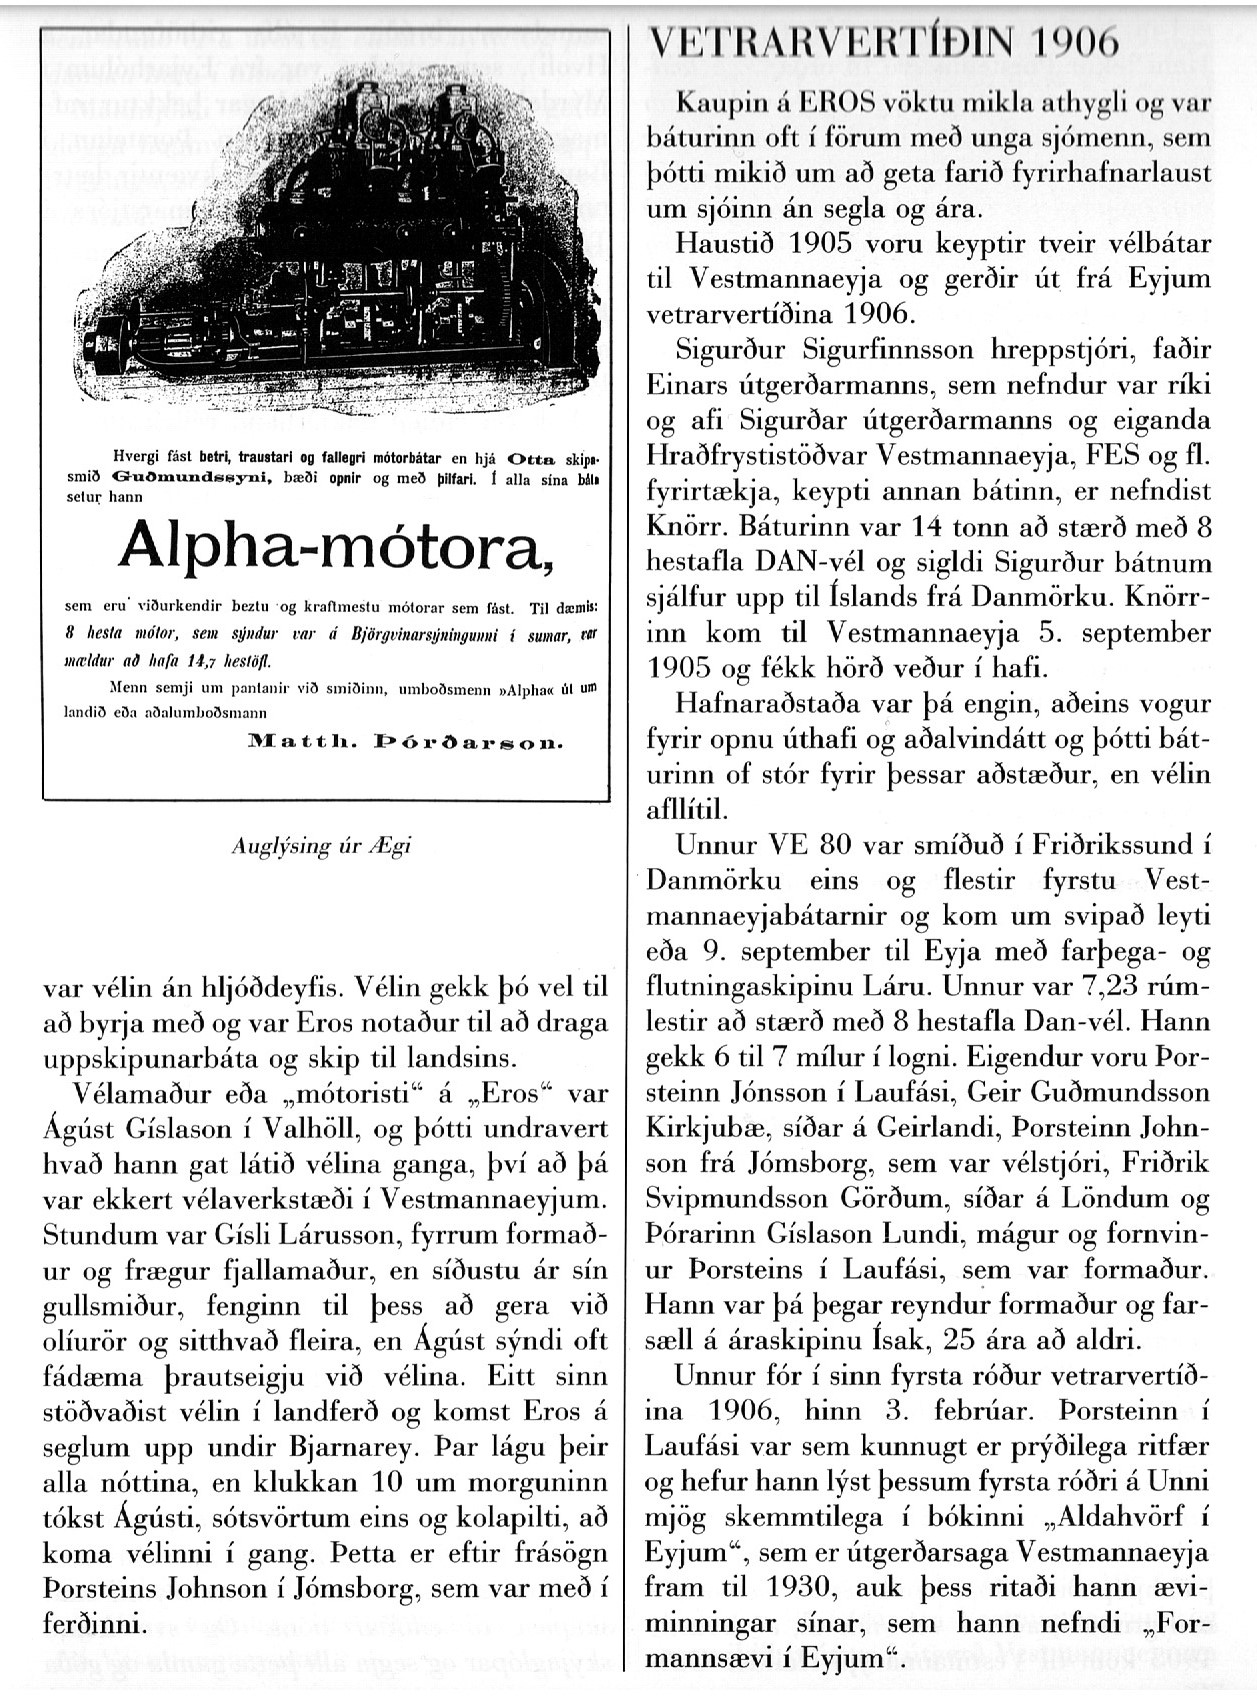 Hvergi fást betri, traustari og fallegri mótorbátar en hjá Otta skipa-
smið Guðmundssyni, bæði opnir og með þilfari. Í alla sína báta
setur hann
Alpha-mótora,
sem eru viðurkendir beztu og kraftmestu mótorar sem fást. Til dæmis:
8 hesta mótor, sem sýndur var á Björgvinarsýningunni í sumar, var
mældur að hafa 14,7 hestöfl.
Menn semji um pantanir við smiðinn, umboðsmenn »Alpha« út um
landið eða aðalumboðsmann
Matth. Þórðarson.
Auglýsing úr Ægi
var vélin án hljóðdeyfis. Vélin gekk þó vel til
að byrja með og var Eros notaður til að draga
uppskipunarbáta og skip til landsins.
Vélamaður eða „mótoristi“ á „Eros“ var
Ágúst Gíslason í Valhöll, og þótti undravert
hvað hann gat látið vélina ganga, því að þá
var ekkert vélaverkstæði í Vestmannaeyjum.
Stundum var Gísli Lárusson, fyrrum formað-
ur og frægur fjallamaður, en síðustu ár sín
gullsmiður, fenginn til þess að gera við
olíurör og sitthvað fleira, en Ágúst sýndi oft
fádæma þrautseigju við vélina. Eitt sinn
stöðvaðist vélin í landferð og komst Eros á
seglum upp undir Bjarnarey. Þar lágu þeir
alla nóttina, en klukkan 10 um morguninn
tókst Ágústi, sótsvörtum eins og kolapilti, að
koma vélinni í gang. Þetta er eftir frásögn
Þorsteins Johnson í Jómsborg, sem var með í
ferðinni.
VETRARVERTÍÐIN 1906
Kaupin á EROS vöktu mikla athygli og var
báturinn oft í förum með unga sjómenn, sem
þótti mikið um að geta farið fyrirhafnarlaust
um sjóinn án segla og ára.
Haustið 1905 voru keyptir tveir vélbátar
til Vestmannaeyja og gerðir út frá Eyjum
vetrarvertíðina 1906.
Sigurður Sigurfinnsson hreppstjóri, faðir
Einars útgerðarmanns, sem nefndur var ríki
og afi Sigurðar útgerðarmanns og eiganda
Hraðfrystistöðvar Vestmannaeyja, FES og fl.
fyrirtækja, keypti annan bátinn, er nefndist
Knörr. Báturinn var 14 tonn að stærð með 8
hestafla DAN-vél og sigldi Sigurður bátnum
sjálfur upp til Íslands frá Danmörku. Knörr-
inn kom til Vestmannaeyja 5. september
1905 og fékk hörð veður í hafi.
Hafnaraðstaða var þá engin, aðeins vogur
fyrir opnu úthafi og aðalvindátt og þótti bát-
urinn of stór fyrir þessar aðstæður, en vélin
afllítil.
Unnur VE 80 var smíðuð í Friðrikssund í
Danmörku eins og flestir fyrstu Vest-
mannaeyjabátarnir og kom um svipað leyti
eða 9. september til Eyja með farþega- og
flutningaskipinu Láru. Unnur var 7,23 rúm-
lestir að stærð með 8 hestafla Dan-vél. Hann
gekk 6 til 7 mílur í logni. Eigendur voru Þor-
steinn Jónsson í Laufási, Geir Guðmundsson
Kirkjubæ, síðar á Geirlandi, Þorsteinn John-
son frá Jómsborg, sem var vélstjóri, Friðrik
Svipmundsson Görðum, síðar á Löndum og
Þórarinn Gíslason Lundi, mágur og fornvin-
ur Þorsteins í Laufási, sem var formaður.
Hann var þá þegar reyndur formaður og far-
sæll á áraskipinu Ísak, 25 ára að aldri.
Unnur fór í sinn fyrsta róður vetrarvertíð-
ina 1906, hinn 3. febrúar. Þorsteinn í
Laufási var sem kunnugt er prýðilega ritfær
og hefur hann lýst þessum fyrsta róðri á Unni
mjög skemmtilega í bókinni „Aldahvörf í
Eyjum“, sem er útgerðarsaga Vestmannaeyja
fram til 1930, auk þess ritaði hann ævi-
minningar sínar, sem hann nefndi „For-
mannsævi í Eyjum“.